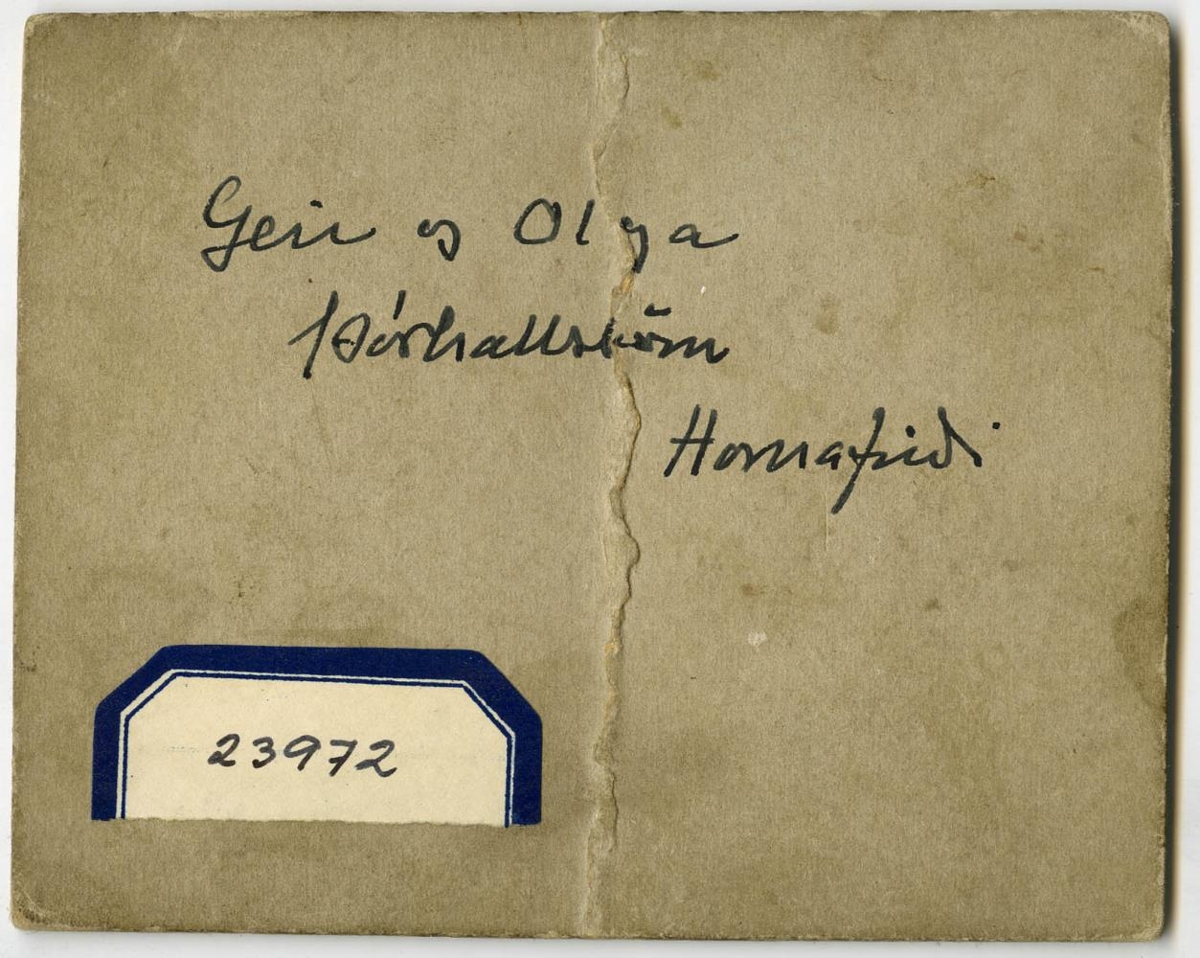 Geir og Olga
Þórhallsbörn
Hornafirði
23972